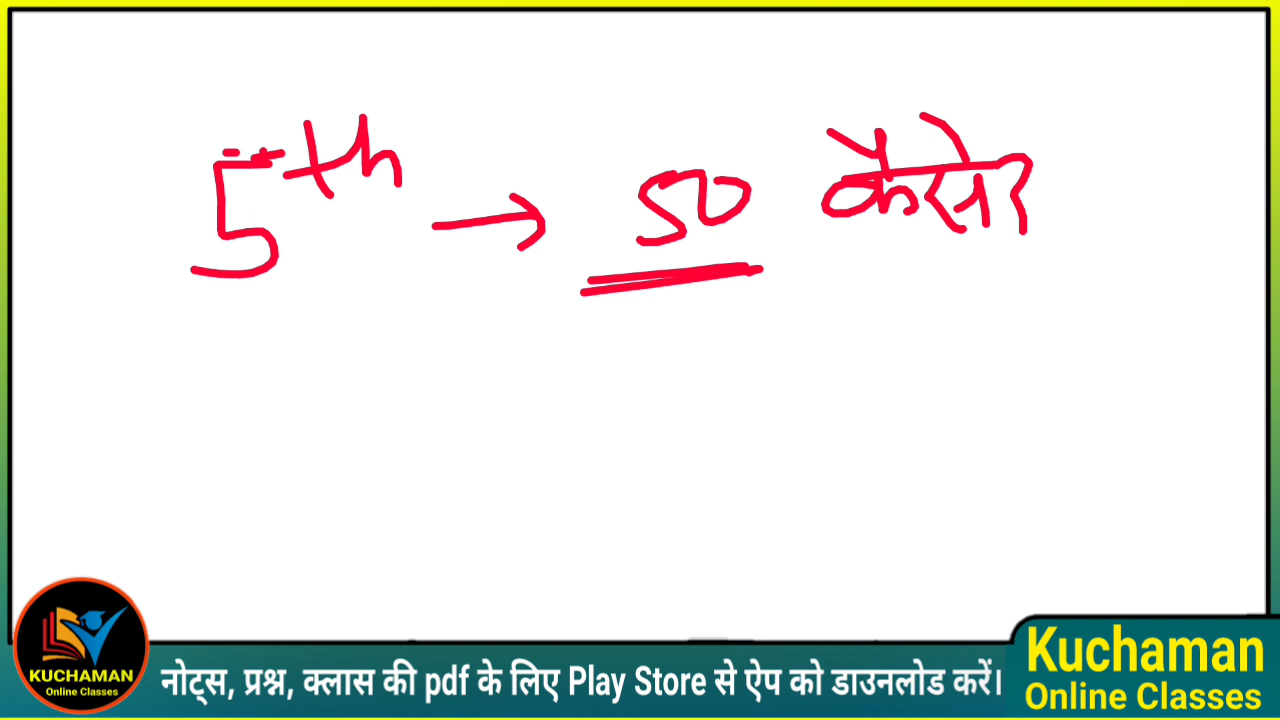 5th → 50 कैसे?
KUCHAMAN
Online Classes
नोट्स, प्रश्न, क्लास की pdf के लिए Play Store से ऐप को डाउनलोड करें।
Kuchaman
Online Classes